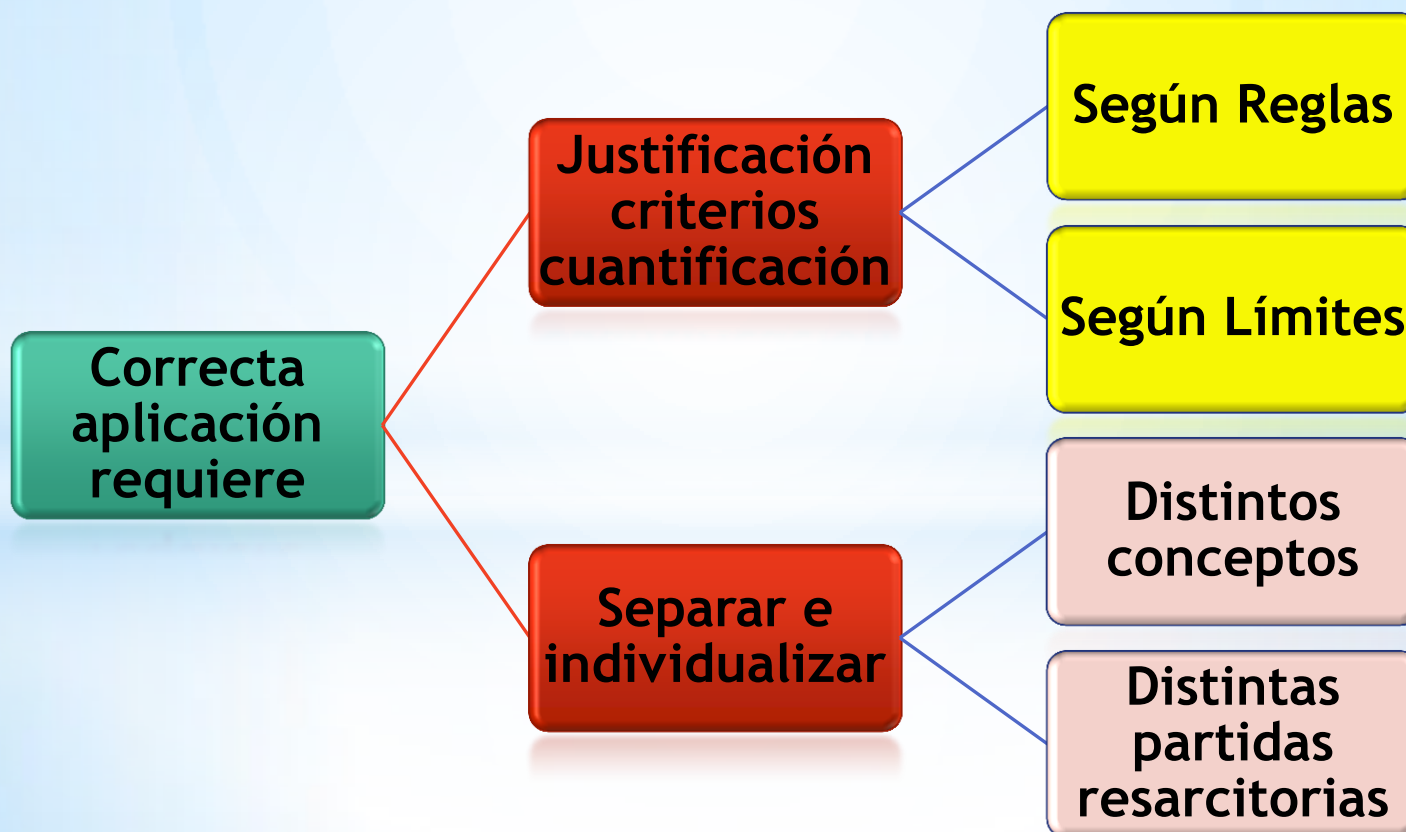 Correcta
aplicación
requiere
Justificación
criterios
cuantificación
Según Reglas
Según Límites
Separar e
individualizar
Distintos
conceptos
Distintas
partidas
resarcitorias